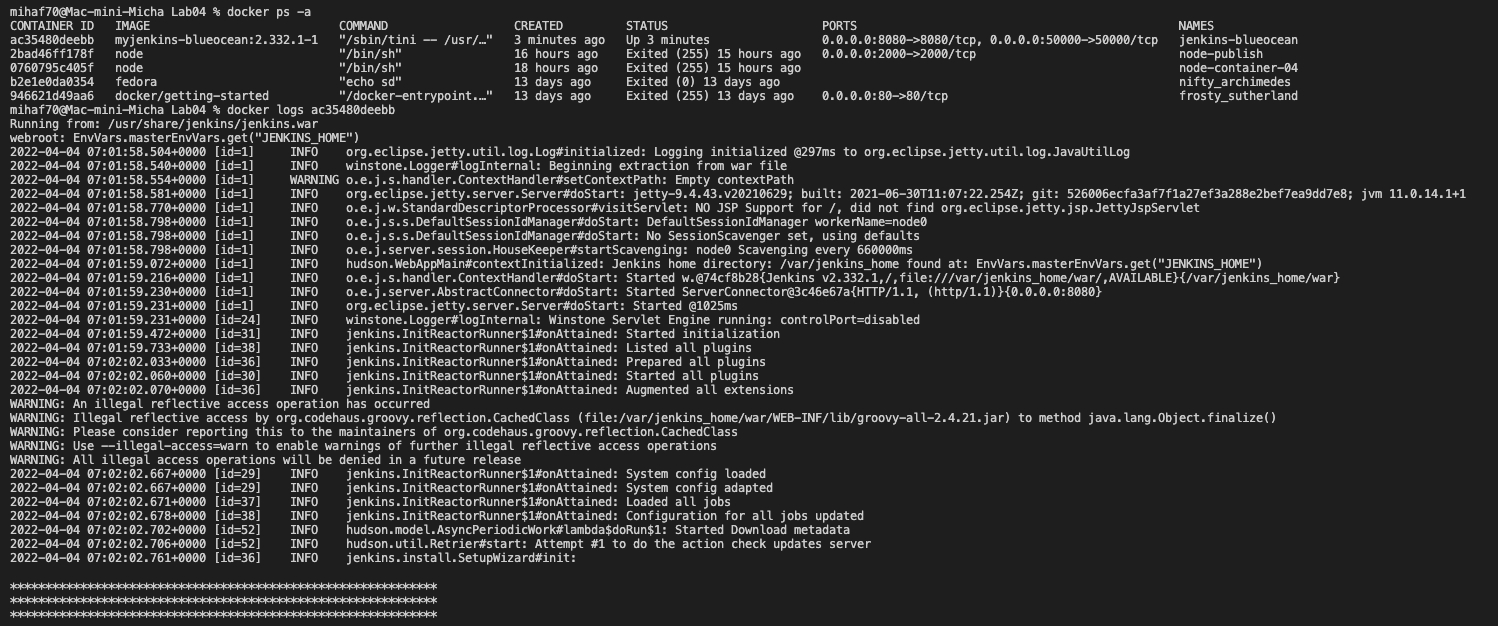 mihaf70@Mac-mini-Micha Lab04 % docker ps -a
CONTAINER ID   IMAGE                        COMMAND                  CREATED         STATUS                      PORTS                                              NAMES
ac35480deebb   myjenkins-blueocean:2.332.1-1   "/sbin/tini -- /usr/…"   3 minutes ago   Up 3 minutes                0.0.0.0:8080->8080/tcp, 0.0.0.0:50000->50000/tcp   jenkins-blueocean
2bad46ff178f   node                            "/bin/sh"                16 hours ago    Exited (255) 15 hours ago   0.0.0.0:2000->2000/tcp                             node-publish
0760795c405f   node                            "/bin/sh"                18 hours ago    Exited (255) 15 hours ago                                                      node-container-04
b2e1e0da0354   fedora                          "echo sd"                13 days ago     Exited (0) 13 days ago                                                         nifty_archimedes
946621d49aa6   docker/getting-started          "/docker-entrypoint.…"   13 days ago     Exited (255) 13 days ago    0.0.0.0:80->80/tcp                                 frosty_sutherland
mihaf70@Mac-mini-Micha Lab04 % docker logs ac35480deebb
Running from: /usr/share/jenkins/jenkins.war
webroot: EnvVars.masterEnvVars.get("JENKINS_HOME")
2022-04-04 07:01:58.504+0000 [id=1]    INFO    org.eclipse.jetty.util.log.Log#initialized: Logging initialized @297ms to org.eclipse.jetty.util.log.JavaUtilLog
2022-04-04 07:01:58.540+0000 [id=1]    INFO    winstone.Logger#logInternal: Beginning extraction from war file
2022-04-04 07:01:58.554+0000 [id=1]    WARNING o.e.j.s.handler.ContextHandler#setContextPath: Empty contextPath
2022-04-04 07:01:58.581+0000 [id=1]    INFO    org.eclipse.jetty.server.Server#doStart: jetty-9.4.43.v20210629; built: 2021-06-30T11:07:22.254Z; git: 526006ecfa3af7f1a27ef3a288e2bef7ea9dd7e8; jvm 11.0.14.1+1
2022-04-04 07:01:58.770+0000 [id=1]    INFO    o.e.j.w.StandardDescriptorProcessor#visitServlet: NO JSP Support for /, did not find org.eclipse.jetty.jsp.JettyJspServlet
2022-04-04 07:01:58.798+0000 [id=1]    INFO    o.e.j.s.s.DefaultSessionIdManager#doStart: DefaultSessionIdManager workerName=node0
2022-04-04 07:01:58.798+0000 [id=1]    INFO    o.e.j.s.s.DefaultSessionIdManager#doStart: No SessionScavenger set, using defaults
2022-04-04 07:01:58.798+0000 [id=1]    INFO    o.e.j.server.session.HouseKeeper#startScavenging: node0 Scavenging every 660000ms
2022-04-04 07:01:59.072+0000 [id=1]    INFO    hudson.WebAppMain#contextInitialized: Jenkins home directory: /var/jenkins_home found at: EnvVars.masterEnvVars.get("JENKINS_HOME")
2022-04-04 07:01:59.216+0000 [id=1]    INFO    o.e.j.s.handler.ContextHandler#doStart: Started w.@74cf8b28{Jenkins v2.332.1,/,file:///var/jenkins_home/war/,AVAILABLE}{/var/jenkins_home/war}
2022-04-04 07:01:59.230+0000 [id=1]    INFO    o.e.j.server.AbstractConnector#doStart: Started ServerConnector@3c46e67a{HTTP/1.1, (http/1.1)}{0.0.0.0:8080}
2022-04-04 07:01:59.231+0000 [id=1]    INFO    org.eclipse.jetty.server.Server#doStart: Started @1025ms
2022-04-04 07:01:59.231+0000 [id=24]    INFO    winstone.Logger#logInternal: Winstone Servlet Engine running: controlPort=disabled
2022-04-04 07:01:59.472+0000 [id=31]    INFO    jenkins.InitReactorRunner$1#onAttained: Started initialization
2022-04-04 07:01:59.733+0000 [id=38]    INFO    jenkins.InitReactorRunner$1#onAttained: Listed all plugins
2022-04-04 07:02:02.033+0000 [id=36]    INFO    jenkins.InitReactorRunner$1#onAttained: Prepared all plugins
2022-04-04 07:02:02.060+0000 [id=30]    INFO    jenkins.InitReactorRunner$1#onAttained: Started all plugins
2022-04-04 07:02:02.070+0000 [id=36]    INFO    jenkins.InitReactorRunner$1#onAttained: Augmented all extensions
WARNING: An illegal reflective access operation has occurred
WARNING: Illegal reflective access by org.codehaus.groovy.reflection.CachedClass (file:/var/jenkins_home/war/WEB-INF/lib/groovy-all-2.4.21.jar) to method java.lang.Object.finalize()
WARNING: Please consider reporting this to the maintainers of org.codehaus.groovy.reflection.CachedClass
WARNING: Use --illegal-access=warn to enable warnings of further illegal reflective access operations
WARNING: All illegal access operations will be denied in a future release
2022-04-04 07:02:02.667+0000 [id=29]    INFO    jenkins.InitReactorRunner$1#onAttained: System config loaded
2022-04-04 07:02:02.667+0000 [id=29]    INFO    jenkins.InitReactorRunner$1#onAttained: System config adapted
2022-04-04 07:02:02.671+0000 [id=37]    INFO    jenkins.InitReactorRunner$1#onAttained: Loaded all jobs
2022-04-04 07:02:02.678+0000 [id=38]    INFO    jenkins.InitReactorRunner$1#onAttained: Configuration for all jobs updated
2022-04-04 07:02:02.702+0000 [id=52]    INFO    hudson.model.AsyncPeriodicWork#lambda$doRun$1: Started Download metadata
2022-04-04 07:02:02.706+0000 [id=52]    INFO    hudson.util.Retrier#start: Attempt #1 to do the action check updates server
2022-04-04 07:02:02.761+0000 [id=36]    INFO    jenkins.install.SetupWizard#init:
*************************************************************
*************************************************************
*************************************************************